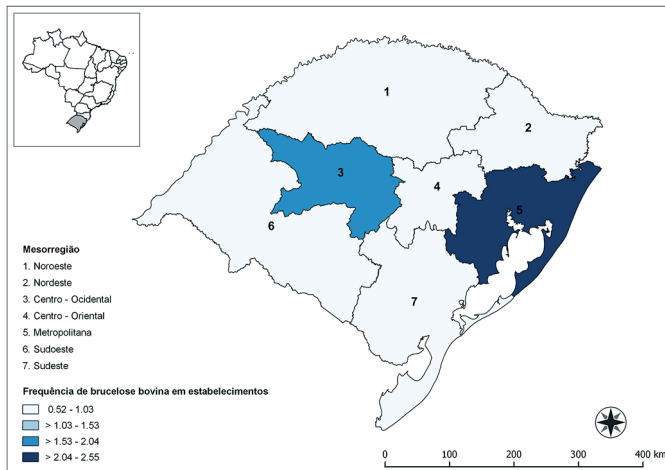 1
2
3
4
5
6
7
Mesorregião
1. Noroeste
2. Nordeste
3. Centro - Ocidental
4. Centro - Oriental
5. Metropolitana
6. Sudoeste
7. Sudeste
Frequência de brucelose bovina em estabelecimentos
0.52 - 1.03
> 1.03 - 1.53
> 1.53 - 2.04
> 2.04 - 2.55
0 100 200 300 400 km